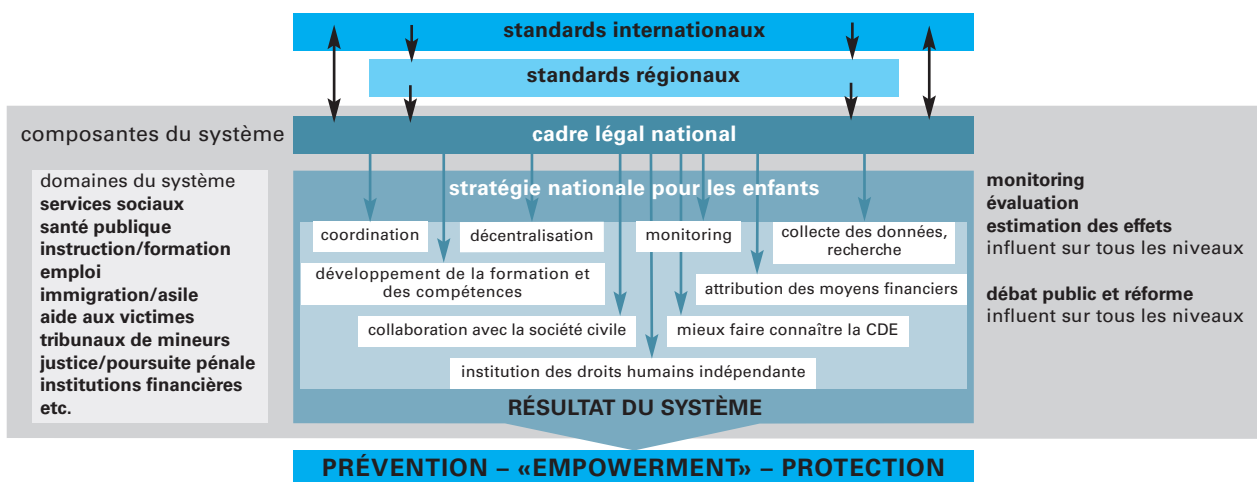 standards internationaux
standards régionaux
composantes du système
cadre légal national
domaines du système
services sociaux
santé publique
instruction/formation
emploi
immigration/asile
aide aux victimes
tribunaux de mineurs
justice/poursuite pénale
institutions financières
etc.
stratégie nationale pour les enfants
coordination
décentralisation
monitoring
collecte des données,
recherche
développement de la formation et
des compétences
attribution des moyens financiers
collaboration avec la société civile
mieux faire connaître la CDE
institution des droits humains indépendante
RÉSULTAT DU SYSTÈME
monitoring
évaluation
estimation des effets
influent sur tous les niveaux
débat public et réforme
influent sur tous les niveaux
PRÉVENTION – «EMPOWERMENT» – PROTECTION